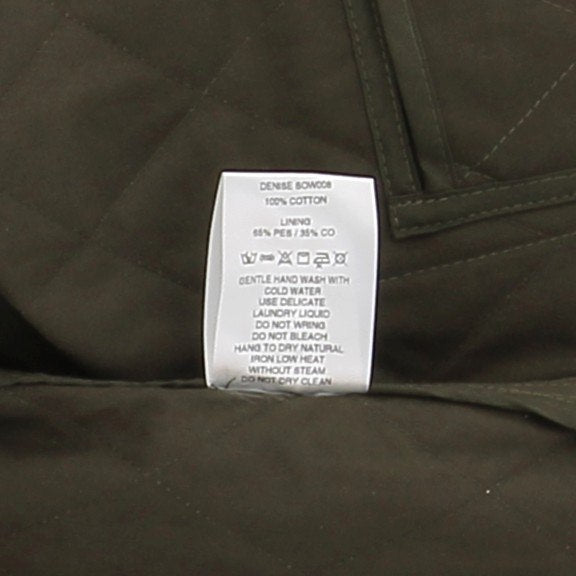 DENISE BOW008
100% COTTON
LINING
65% PES / 35% CO
GENTLE HAND WASH WITH
COLD WATER
USE DELICATE
LAUNDRY LIQUID
DO NOT WRING
DO NOT BLEACH
HANG TO DRY NATURAL
IRON LOW HEAT
WITHOUT STEAM
DO NOT DRY CLEAN